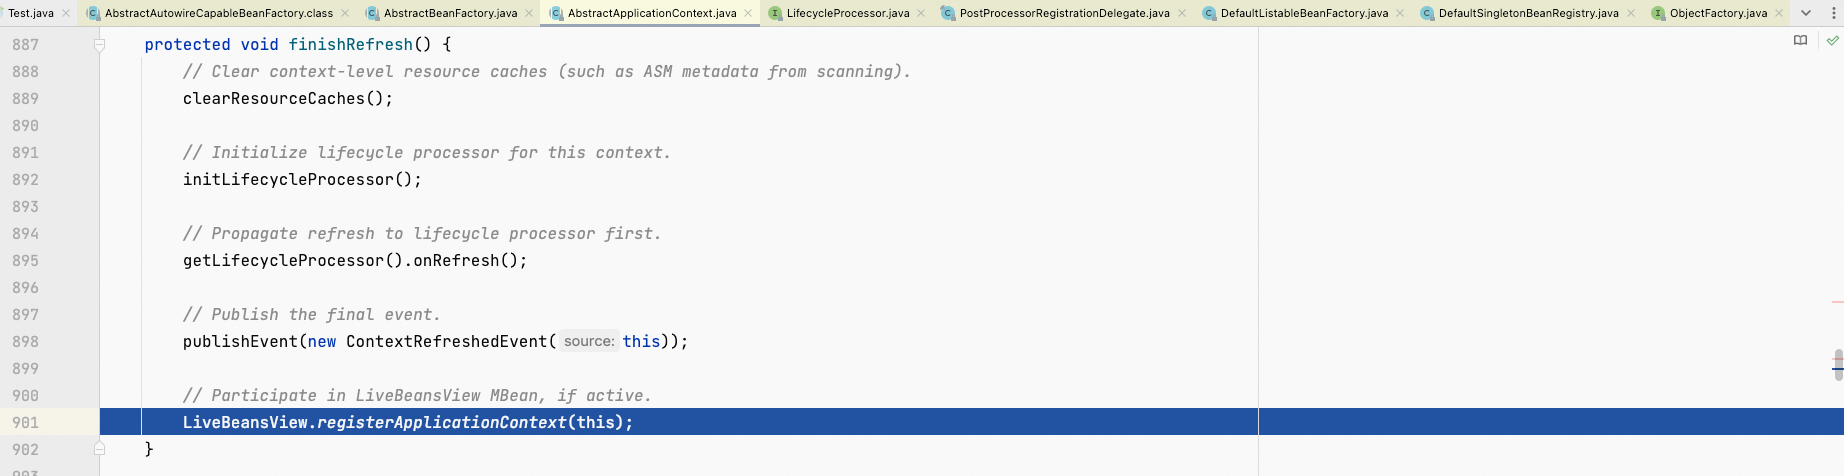 Test.java AbstractAutowireCapableBeanFactory.class AbstractBeanFactory.java AbstractApplicationContext.java LifecycleProcessor.java PostProcessorRegistrationDelegate.java DefaultListableBeanFactory.java DefaultSingletonBeanRegistry.java ObjectFactory.java
887 protected void finishRefresh() {
888 // Clear context-level resource caches (such as ASM metadata from scanning).
889 clearResourceCaches();
890
891 // Initialize lifecycle processor for this context.
892 initLifecycleProcessor();
893
894 // Propagate refresh to lifecycle processor first.
895 getLifecycleProcessor().onRefresh();
896
897 // Publish the final event.
898 publishEvent(new ContextRefreshedEvent( source: this));
899
900 // Participate in LiveBeansView MBean, if active.
901 LiveBeansView.registerApplicationContext(this);
902 }
903